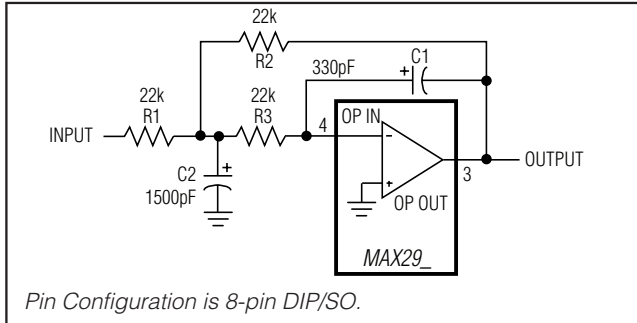 22k
R2
C1
330pF
+
22k
R1
22k
R3
INPUT
4
OP IN
-
+
OP OUT
3
OUTPUT
C2
1500pF
+
MAX29_
Pin Configuration is 8-pin DIP/SO.